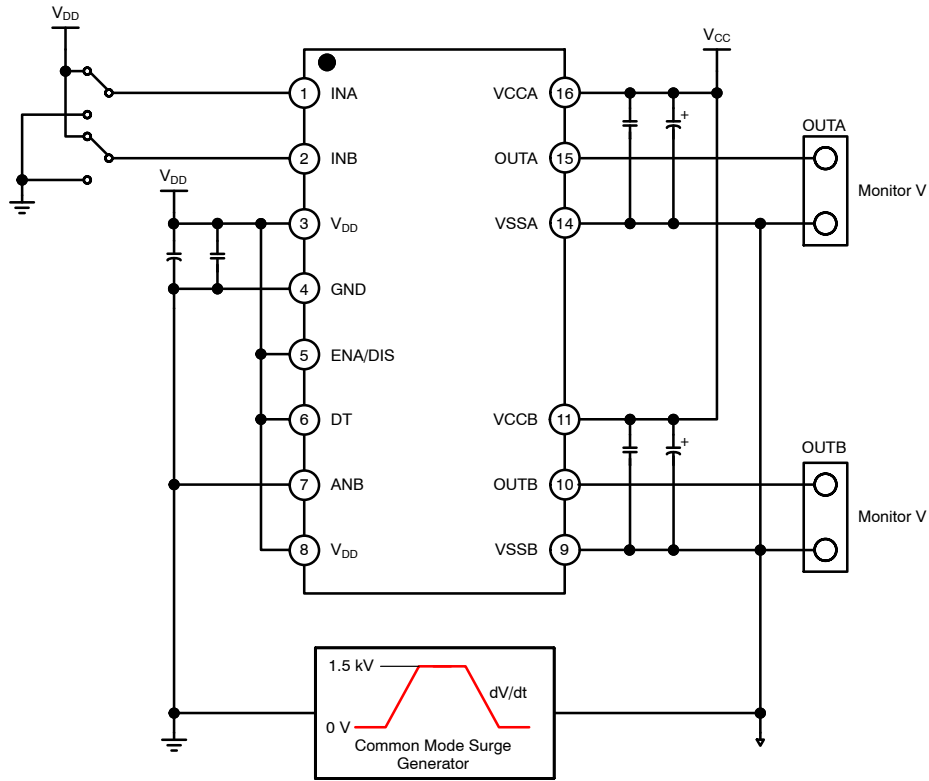 VDD
VCC
1 INA
VCCA 16
OUTA
2 INB
OUTA 15
Monitor V
VDD
3 VDD
VSSA 14
4 GND
5 ENA/DIS
6 DT
VCCB 11
OUTB
7 ANB
OUTB 10
Monitor V
8 VDD
VSSB 9
+
+
1.5 kV
dV/dt
0 V
Common Mode Surge
Generator